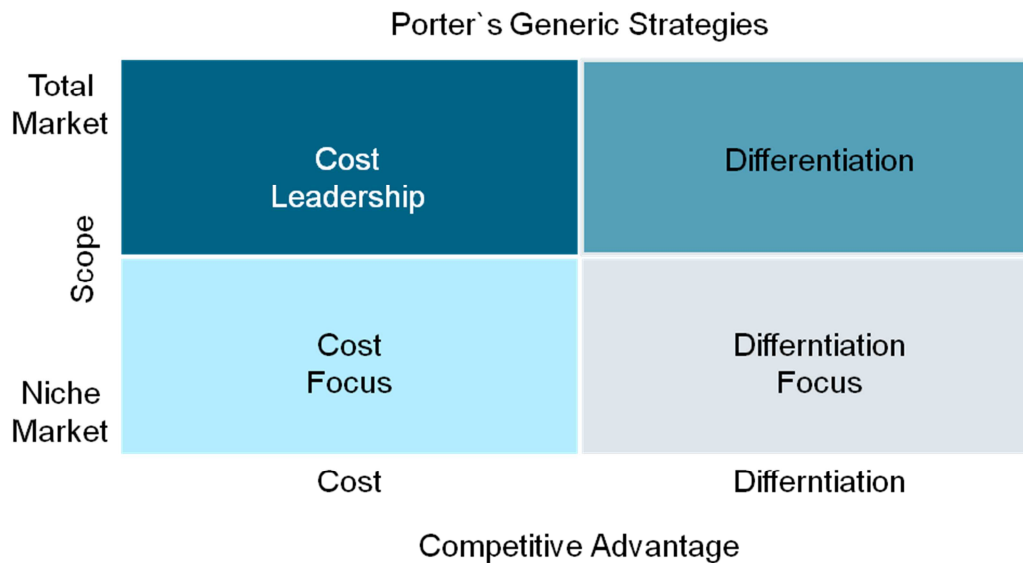 Porter`s Generic Strategies
Total
Market
Cost
Leadership
Differentiation
Scope
Niche
Market
Cost
Focus
Differntiation
Focus
Cost
Differntiation
Competitive Advantage